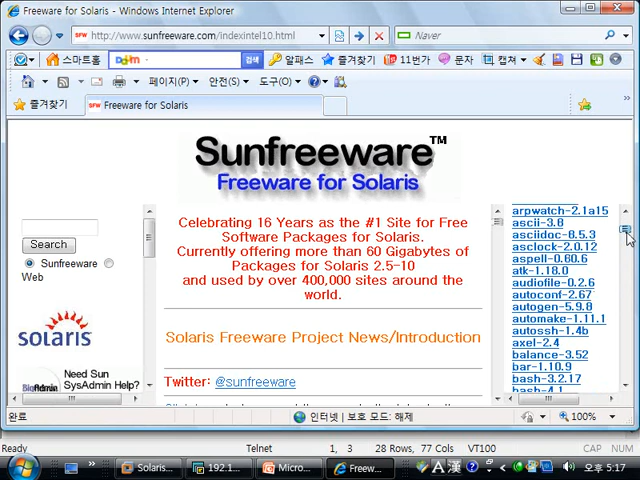 Freeware for Solaris - Windows Internet Explorer
http://www.sunfreeware.com/indexintel10.html
Naver
스마트홈
Daum
검색
알패스
즐겨찾기
11번가
문자
캡쳐
페이지(P)
안전(S)
도구(O)
즐겨찾기
SFW
Freeware for Solaris
Sunfreeware™
Freeware for Solaris
Search
Sunfreeware
Web
solaris
Need Sun
SysAdmin Help?
Celebrating 16 Years as the #1 Site for Free
Software Packages for Solaris.
Currently offering more than 60 Gigabytes of
Packages for Solaris 2.5-10
and used by over 400,000 sites around the
world.
Solaris Freeware Project News/Introduction
Twitter: @sunfreeware
arpwatch-2.1a15
ascii-3.8
asciidoc-8.5.3
asclock-2.0.12
aspell-0.60.6
atk-1.18.0
audiofile-0.2.6
autoconf-2.67
autogen-5.9.8
automake-1.11.1
autossh-1.4b
axel-2.4
balance-3.52
bar-1.10.9
bash-3.2.17
bash-4.1
완료
인터넷 | 보호 모드: 해제
100%
Ready
Telnet
1, 3
28 Rows, 77 Cols
VT100
CAP
NUM
Solaris...
192.1...
Micro...
Freew...
A 漢
오후 5:17